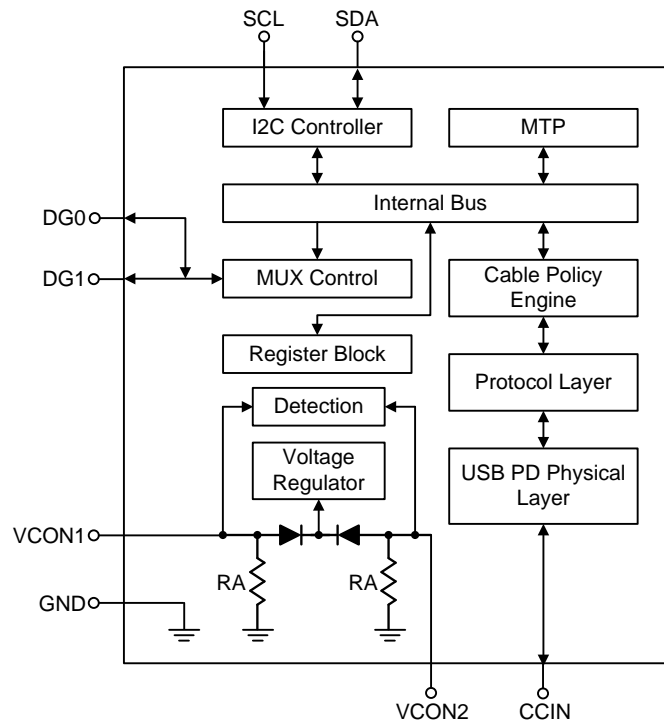 SCL
SDA
I2C Controller
MTP
Internal Bus
DG0
DG1
MUX Control
Cable Policy
Engine
Register Block
Protocol Layer
Detection
Voltage
Regulator
USB PD Physical
Layer
VCON1
RA
RA
GND
VCON2
CCIN